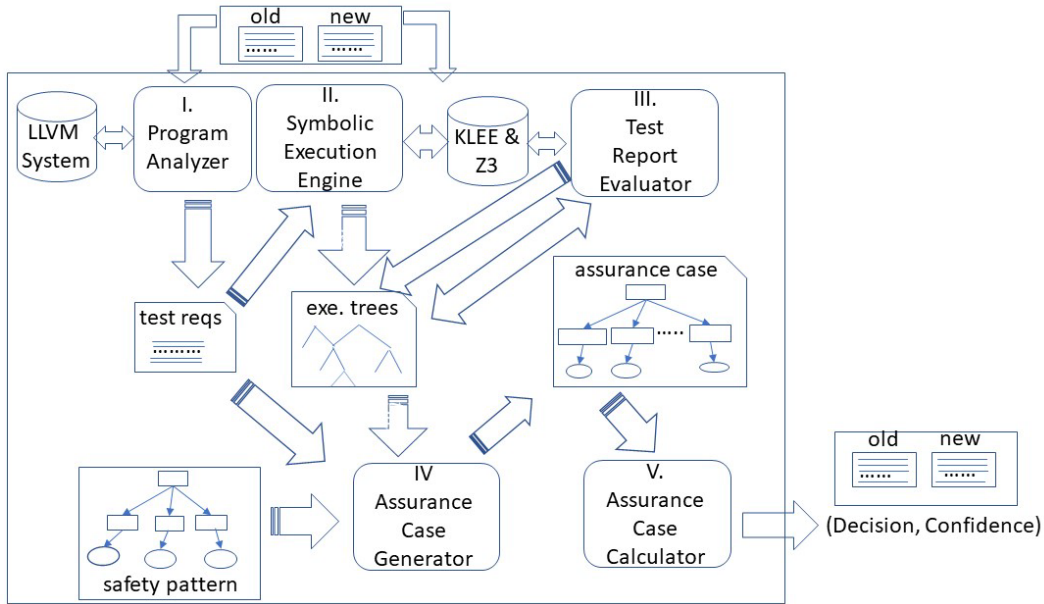 old new
LLVM
System
I.
Program
Analyzer
II.
Symbolic
Execution
Engine
KLEE &
Z3
III.
Test
Report
Evaluator
test reqs
exe. trees
assurance case
safety pattern
IV
Assurance
Case
Generator
V.
Assurance
Case
Calculator
old new
(Decision, Confidence)